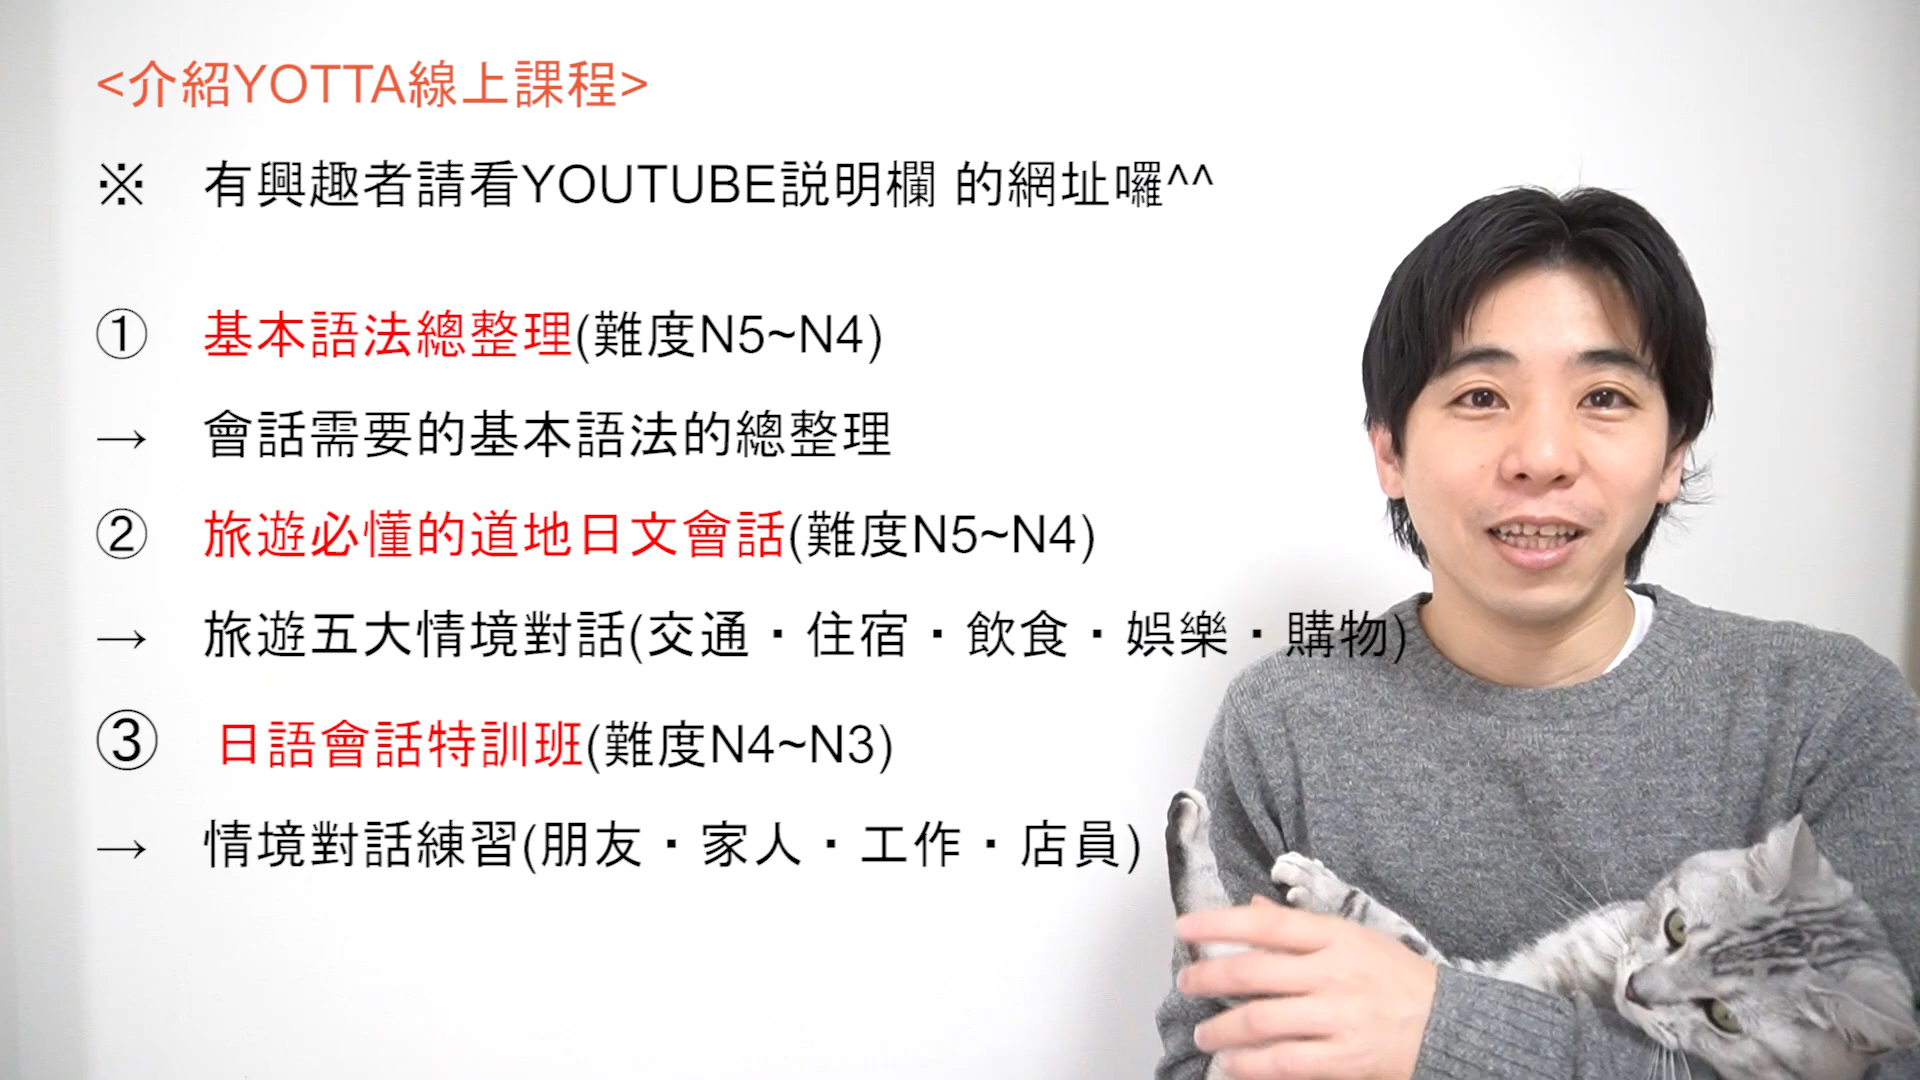 <介紹YOTTA線上課程>
※ 有興趣者請看YOUTUBE説明欄 的網址囉^^
① 基本語法總整理(難度N5~N4)
→ 會話需要的基本語法的總整理
② 旅遊必懂的道地日文會話(難度N5~N4)
→ 旅遊五大情境對話(交通・住宿・飲食・娯樂・購物)
③ 日語會話特訓班(難度N4~N3)
→ 情境對話練習(朋友・家人・工作・店員)